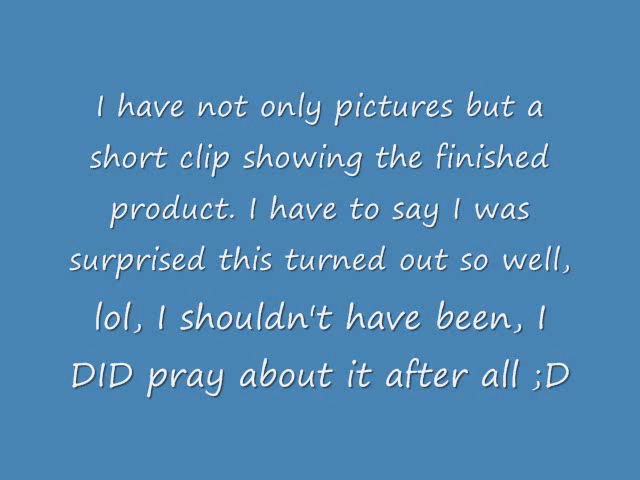 I have not only pictures but a
short clip showing the finished
product. I have to say I was
surprised this turned out so well,
lol, I shouldn't have been, I
DID pray about it after all ;D